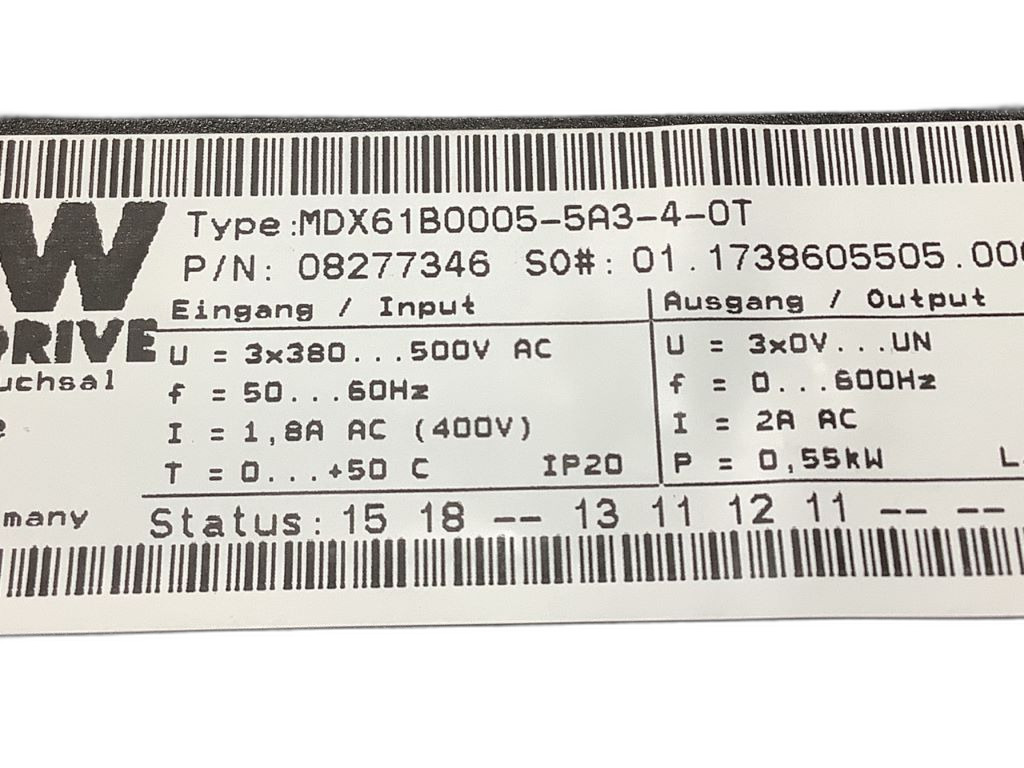 W
Type:MDX61B0005-5A3-4-0T
P/N: 08277346 SO#: 01.1738605505.00
DRIVE
uchsal
Eingang / Input
U = 3x380...500V AC
f = 50...60Hz
I = 1,8A AC (400V)
T = 0...+50 C IP20
Ausgang / Output
U = 3x0V...UN
f = 0...600Hz
I = 2A AC
P = 0,55kW
L
many
Status: 15 18 -- 13 11 12 11 -- --